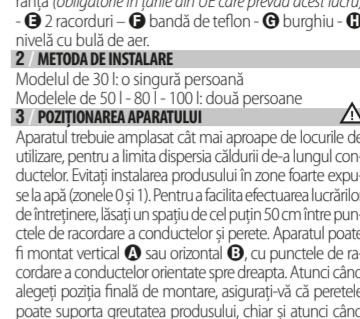 ranță (obligatorie în țările din UE care prevăd acest lucru)
- E 2 racorduri – F bandă de teflon - G burghiu - H
nivelă cu bulă de aer.
2 / METODA DE INSTALARE
Modelul de 30 l: o singură persoană
Modelele de 50 l - 80 l - 100 l: două persoane
3 / POZIȚIONAREA APARATULUI
Aparatul trebuie amplasat cât mai aproape de locurile de
utilizare, pentru a limita dispersia căldurii de-a lungul con-
ductelor. Evitați instalarea produsului în zone foarte expu-
se la apă (zonele 0 și 1). Pentru a facilita efectuarea lucrărilor
de întreținere, lăsați un spațiu de cel puțin 50 cm între pun-
ctele de racordare a conductelor și perete. Aparatul poate
fi montat vertical A sau orizontal B, cu punctele de ra-
cordare a conductelor orientate spre dreapta. Atunci când
alegeți poziția finală de montare, asigurați-vă că peretele
poate suporta greutatea produsului, chiar și atunci când